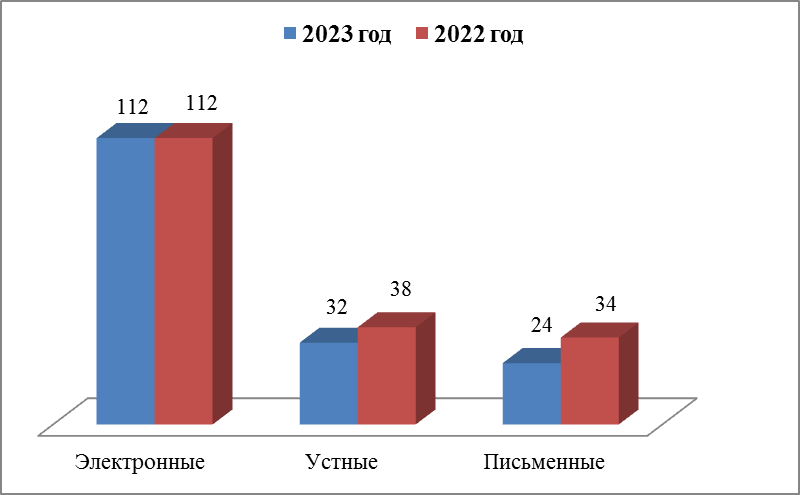 2023 год 2022 год
112 112
32 38
24 34
Электронные Устные Письменные